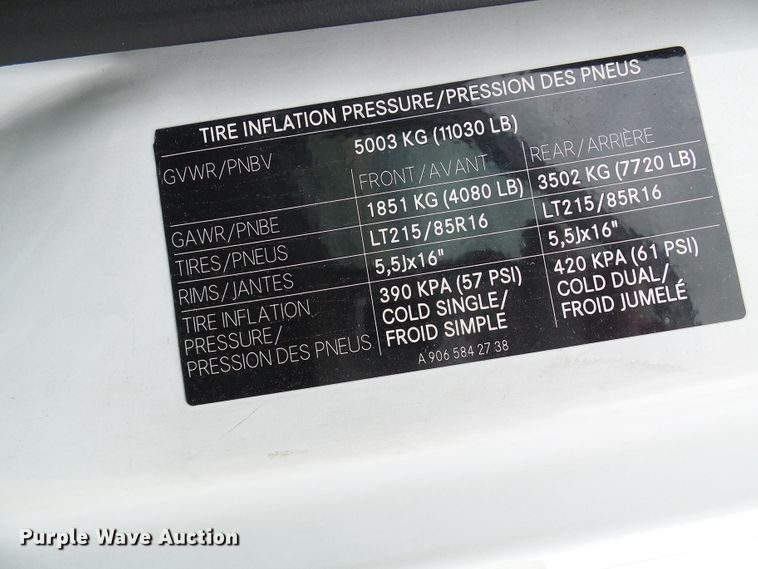 TIRE INFLATION PRESSURE/PRESSION DES PNEUS
GVWR/PNBV 5003 KG (11030 LB)
FRONT/AVANT REAR/ARRIÈRE
GAWR/PNBE 1851 KG (4080 LB) 3502 KG (7720 LB)
TIRES/PNEUS LT215/85R16 LT215/85R16
RIMS/JANTES 5,5Jx16" 5,5Jx16"
TIRE INFLATION 390 KPA (57 PSI) 420 KPA (61 PSI)
PRESSURE/ COLD SINGLE/ COLD DUAL/
PRESSION DES PNEUS FROID SIMPLE FROID JUMELÉ
A 906 584 27 38
Purple Wave Auction